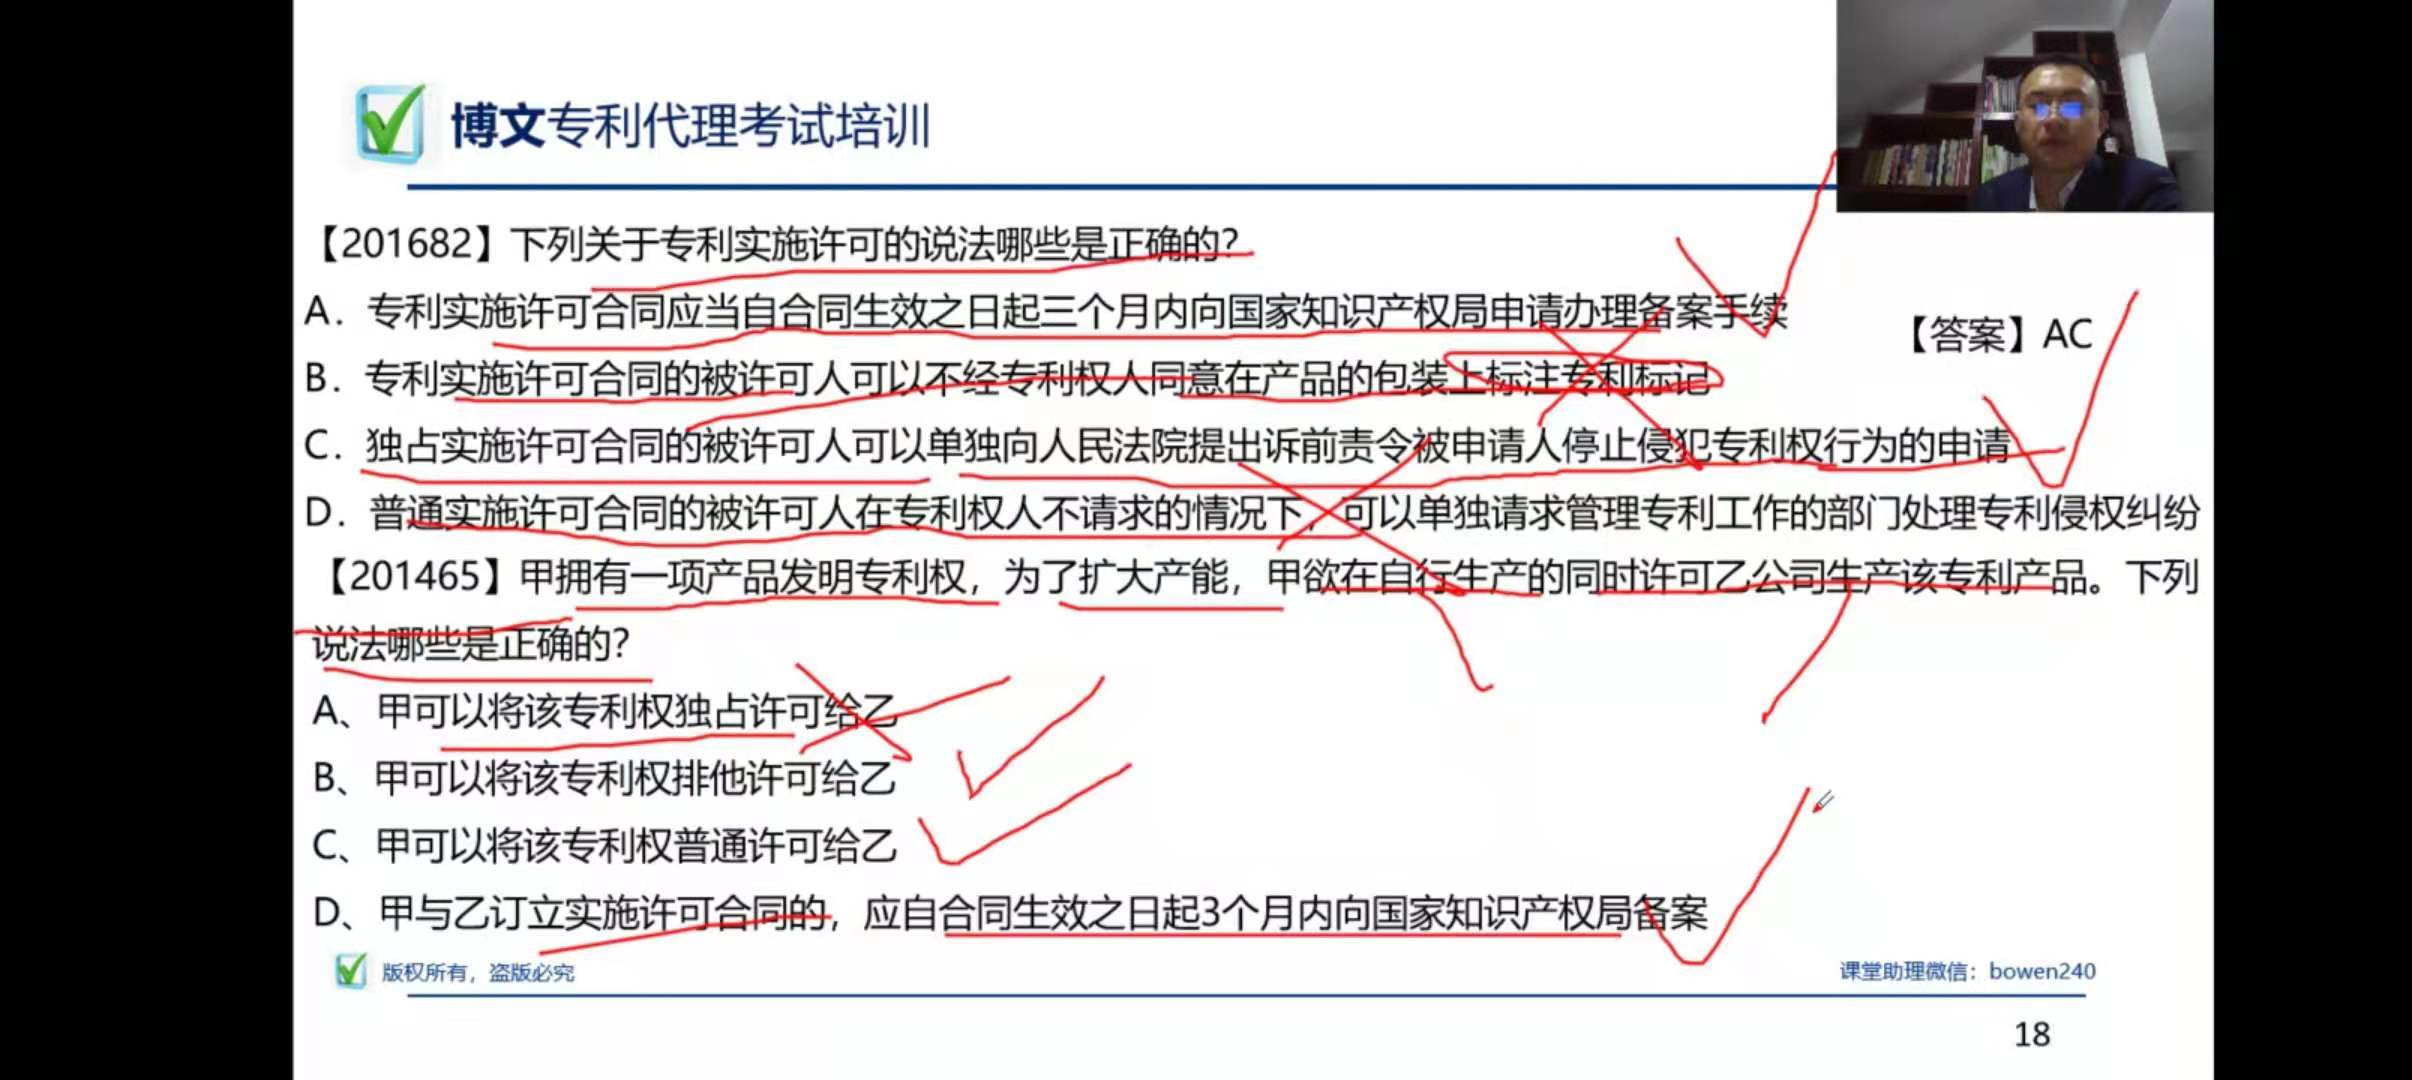 博文专利代理考试培训
【201682】下列关于专利实施许可的说法哪些是正确的?
A. 专利实施许可合同应当自合同生效之日起三个月内向国家知识产权局申请办理备案手续
【答案】AC
B. 专利实施许可合同的被许可人可以不经专利权人同意在产品的包装上标注专利标记
C. 独占实施许可合同的被许可人可以单独向人民法院提出诉前责令被申请人停止侵犯专利权行为的申请
D. 普通实施许可合同的被许可人在专利权人不请求的情况下，可以单独请求管理专利工作的部门处理专利侵权纠纷
【201465】甲拥有一项产品发明专利权，为了扩大产能，甲欲在自行生产的同时许可乙公司生产该专利产品。下列
说法哪些是正确的?
A、甲可以将该专利权独占许可给乙
B、甲可以将该专利权排他许可给乙
C、甲可以将该专利权普通许可给乙
D、甲与乙订立实施许可合同的，应自合同生效之日起3个月内向国家知识产权局备案
版权所有，盗版必究
课堂助理微信：bowen240
18